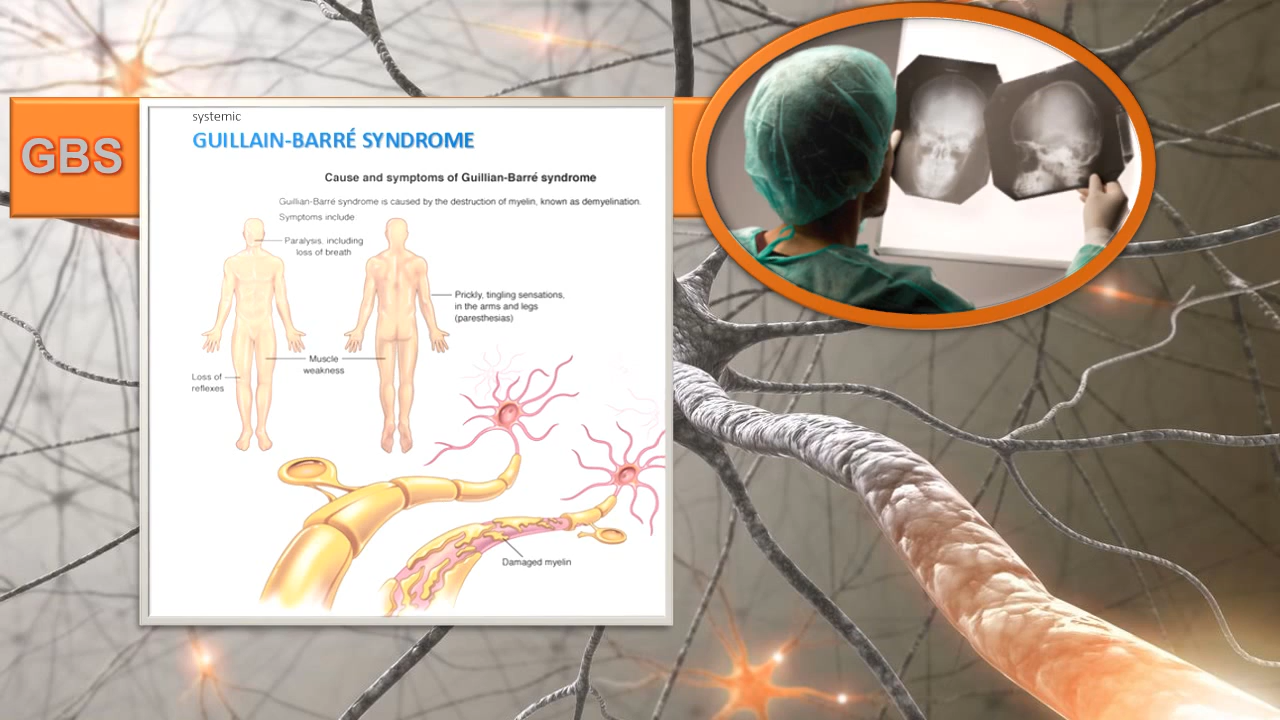 GBS
systemic
GUILLAIN-BARRÉ SYNDROME
Cause and symptoms of Guillian-Barré syndrome
Guillian-Barré syndrome is caused by the destruction of myelin, known as demyelination.
Symptoms include
Paralysis, including
loss of breath
Prickly, tingling sensations,
in the arms and legs
(paresthesias)
Muscle
weakness
Loss of
reflexes
Damaged myelin